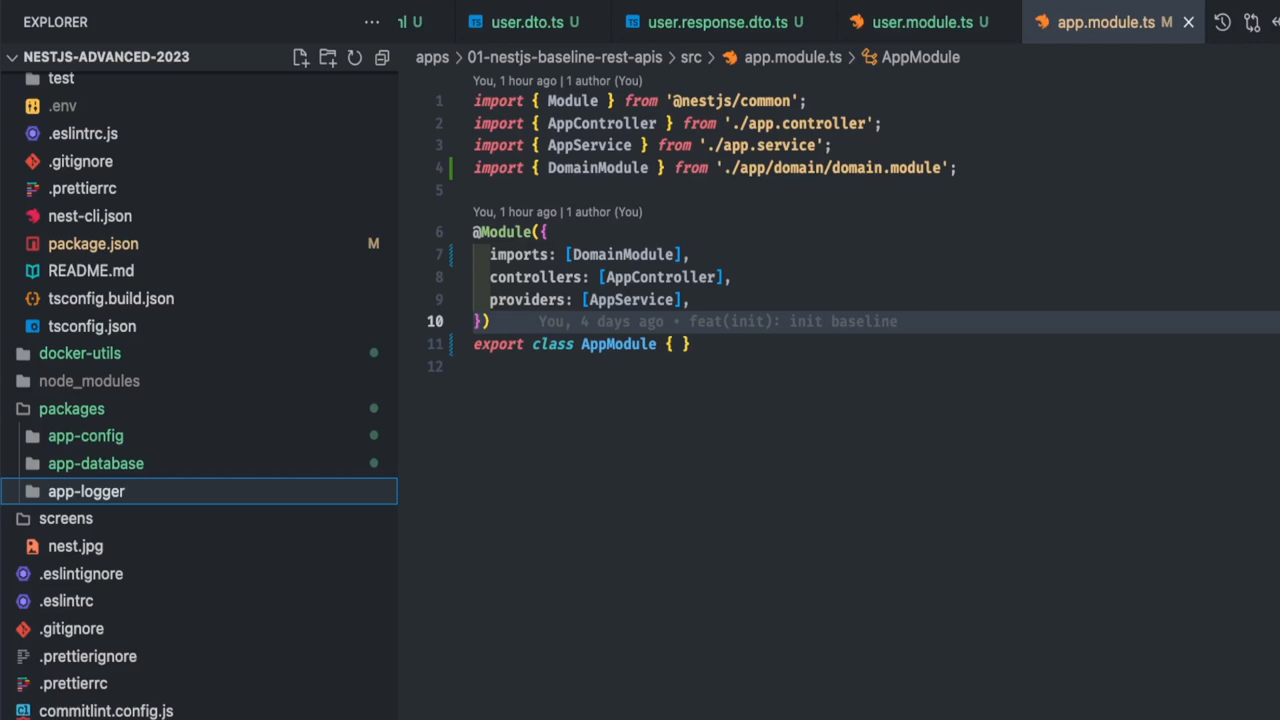 EXPLORER
NESTJS-ADVANCED-2023
test
.env
.eslintrc.js
.gitignore
.prettierrc
nest-cli.json
package.json M
README.md
tsconfig.build.json
tsconfig.json
docker-utils
node_modules
packages
app-config
app-database
app-logger
screens
nest.jpg
.eslintignore
.eslintrc
.gitignore
.prettierignore
.prettierrc
commitlint.config.js
U user.dto.ts U user.response.dto.ts U user.module.ts U app.module.ts M
apps > 01-nestjs-baseline-rest-apis > src > app.module.ts > AppModule
You, 1 hour ago | 1 author (You)
1 import { Module } from '@nestjs/common';
2 import { AppController } from './app.controller';
3 import { AppService } from './app.service';
4 import { DomainModule } from './app/domain/domain.module';
5
You, 1 hour ago | 1 author (You)
6 @Module({
7 imports: [DomainModule],
8 controllers: [AppController],
9 providers: [AppService],
10 }) You, 4 days ago • feat(init): init baseline
11 export class AppModule { }
12